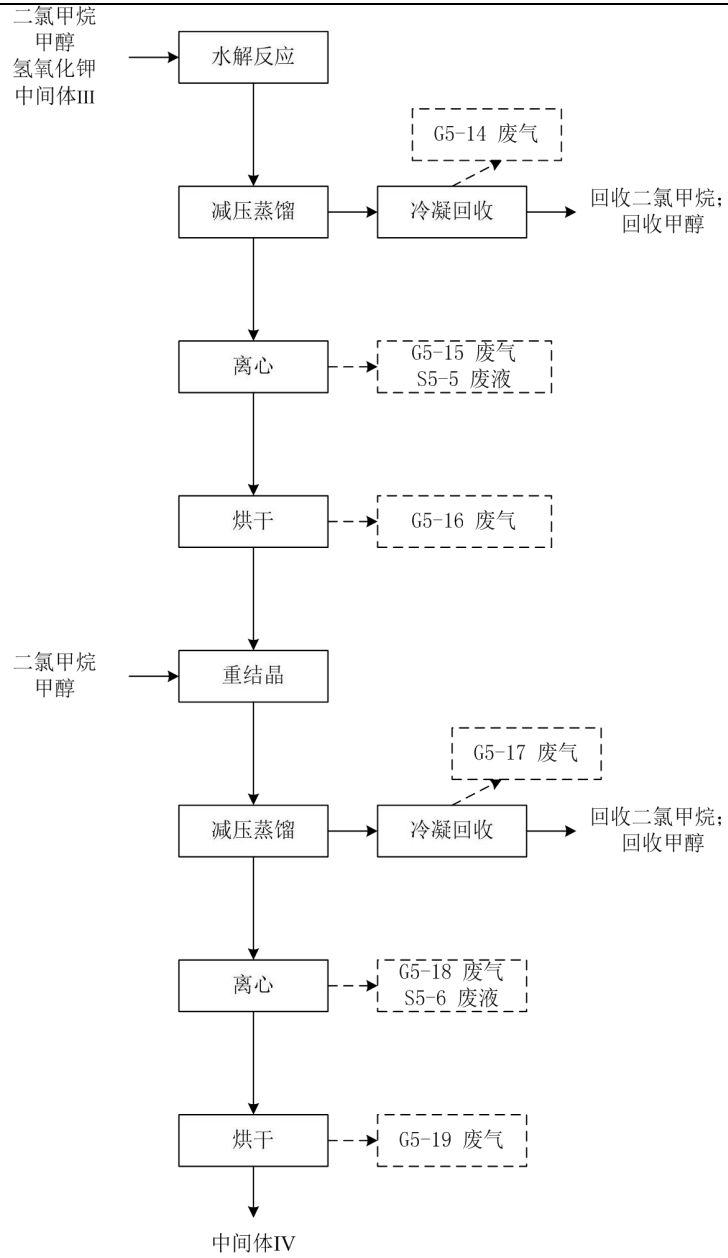 二氯甲烷
甲醇
氢氧化钾
中间体III
水解反应
G5-14 废气
减压蒸馏
冷凝回收
回收二氯甲烷；
回收甲醇
离心
G5-15 废气
S5-5 废液
烘干
G5-16 废气
二氯甲烷
甲醇
重结晶
G5-17 废气
减压蒸馏
冷凝回收
回收二氯甲烷；
回收甲醇
离心
G5-18 废气
S5-6 废液
烘干
G5-19 废气
中间体IV